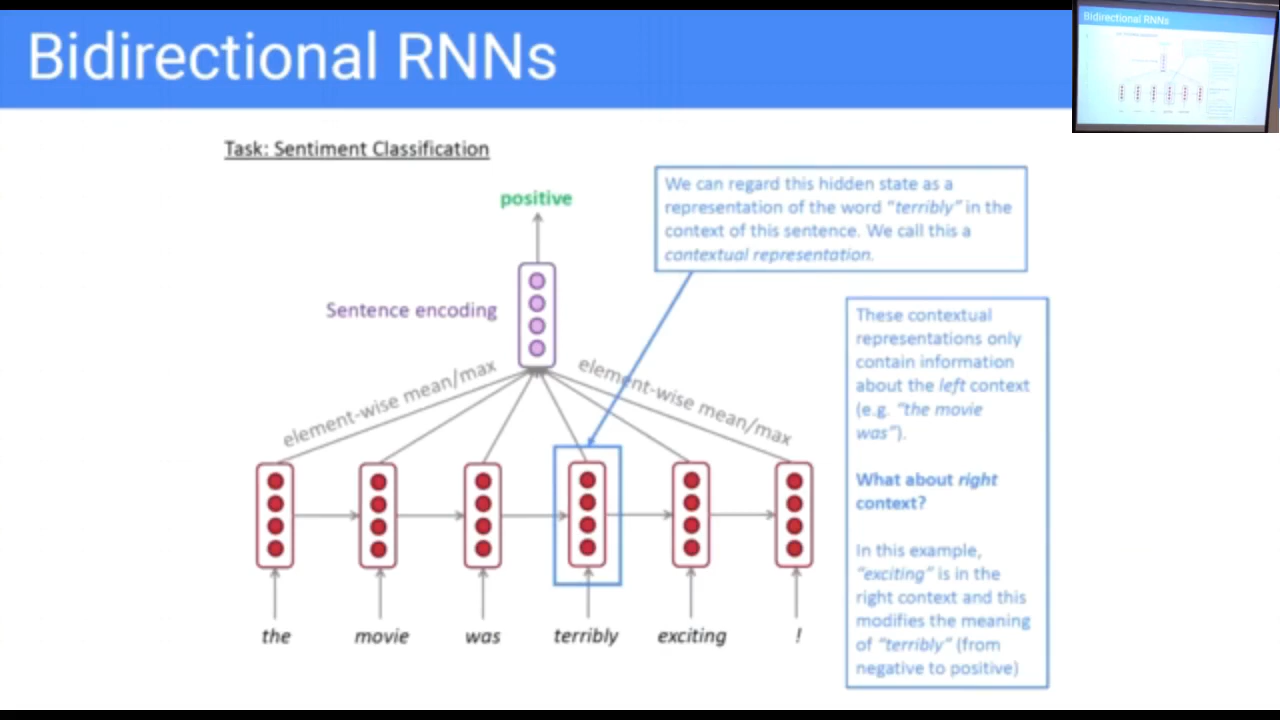 Bidirectional RNNs
Bidirectional RNNs
Task: Sentiment Classification
positive
We can regard this hidden state as a
representation of the word “terribly” in the
context of this sentence. We call this a
contextual representation.
Sentence encoding
element-wise mean/max
element-wise mean/max
These contextual
representations only
contain information
about the left context
(e.g. “the movie
was”).
What about right
context?
In this example,
“exciting” is in the
right context and this
modifies the meaning
of “terribly” (from
negative to positive)
the movie was terribly exciting !